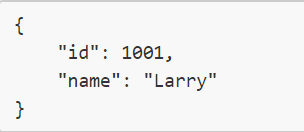 {
    "id": 1001,
    "name": "Larry"
}